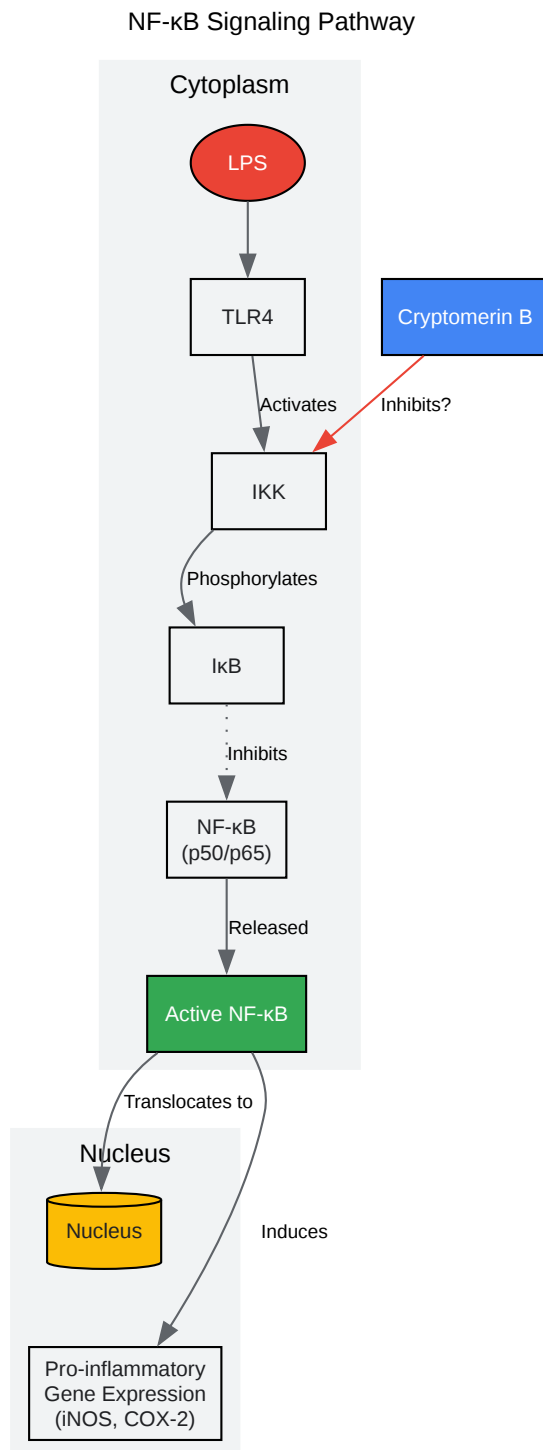 NF-κB Signaling Pathway
Cytoplasm
LPS
TLR4
Cryptomerin B
Activates
Inhibits?
IKK
Phosphorylates
IκB
Inhibits
NF-κB
(p50/p65)
Released
Active NF-κB
Translocates to
Nucleus
Nucleus
Induces
Pro-inflammatory
Gene Expression
(iNOS, COX-2)